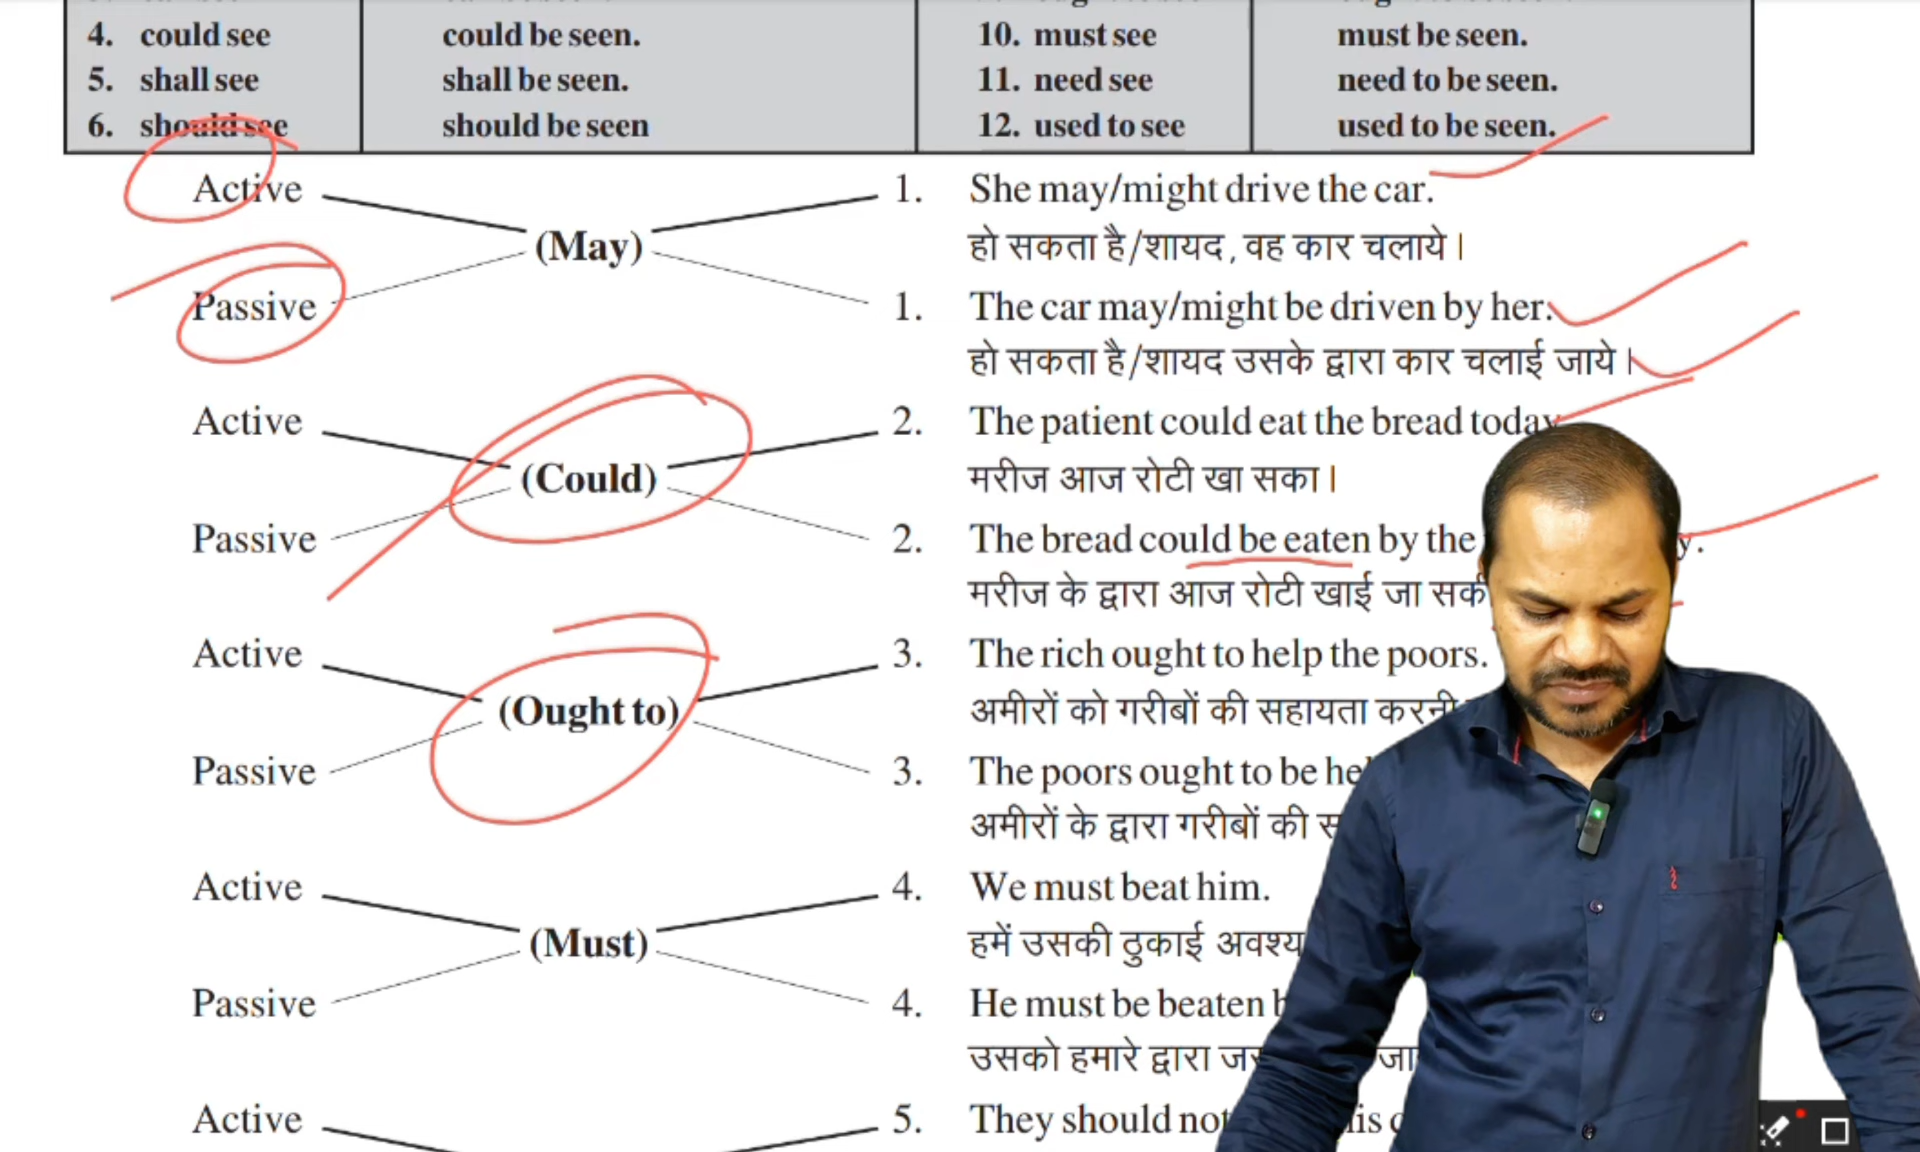 4. could see could be seen. 10. must see must be seen.
5. shall see shall be seen. 11. need see need to be seen.
6. should see should be seen 12. used to see used to be seen.
Active 1. She may/might drive the car.
(May) हो सकता है/शायद, वह कार चलाये।
Passive 1. The car may/might be driven by her.
हो सकता है/शायद उसके द्वारा कार चलाई जाये।
Active 2. The patient could eat the bread today
(Could) मरीज आज रोटी खा सका।
Passive 2. The bread could be eaten by the
मरीज के द्वारा आज रोटी खाई जा
Active 3. The rich ought to help the poors.
(Ought to) अमीरों को गरीबों की सहायता करनी
Passive 3. The poors ought to be
अमीरों के द्वारा गरीबों की
Active 4. We must beat him.
(Must) हमें उसकी ठुकाई अवश्य
Passive 4. He must be beaten
उसको हमारे द्वारा
Active 5. They should not